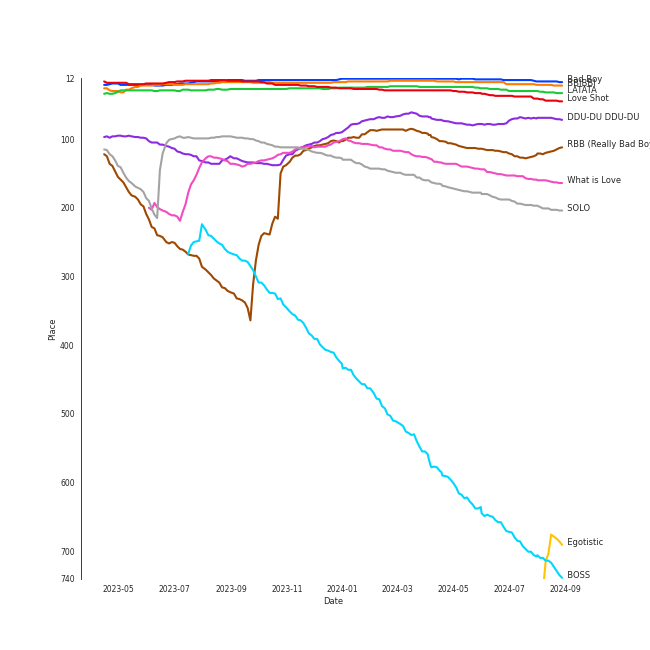 12
100
200
300
400
500
600
700
740
Place
2023-05
2023-07
2023-09
2023-11
2024-01
2024-03
2024-05
2024-07
2024-09
Date
Bad Boy
LATATA
Love Shot
DDU-DU DDU-DU
RBB (Really Bad Boy
What is Love
SOLO
Egotistic
BOSS